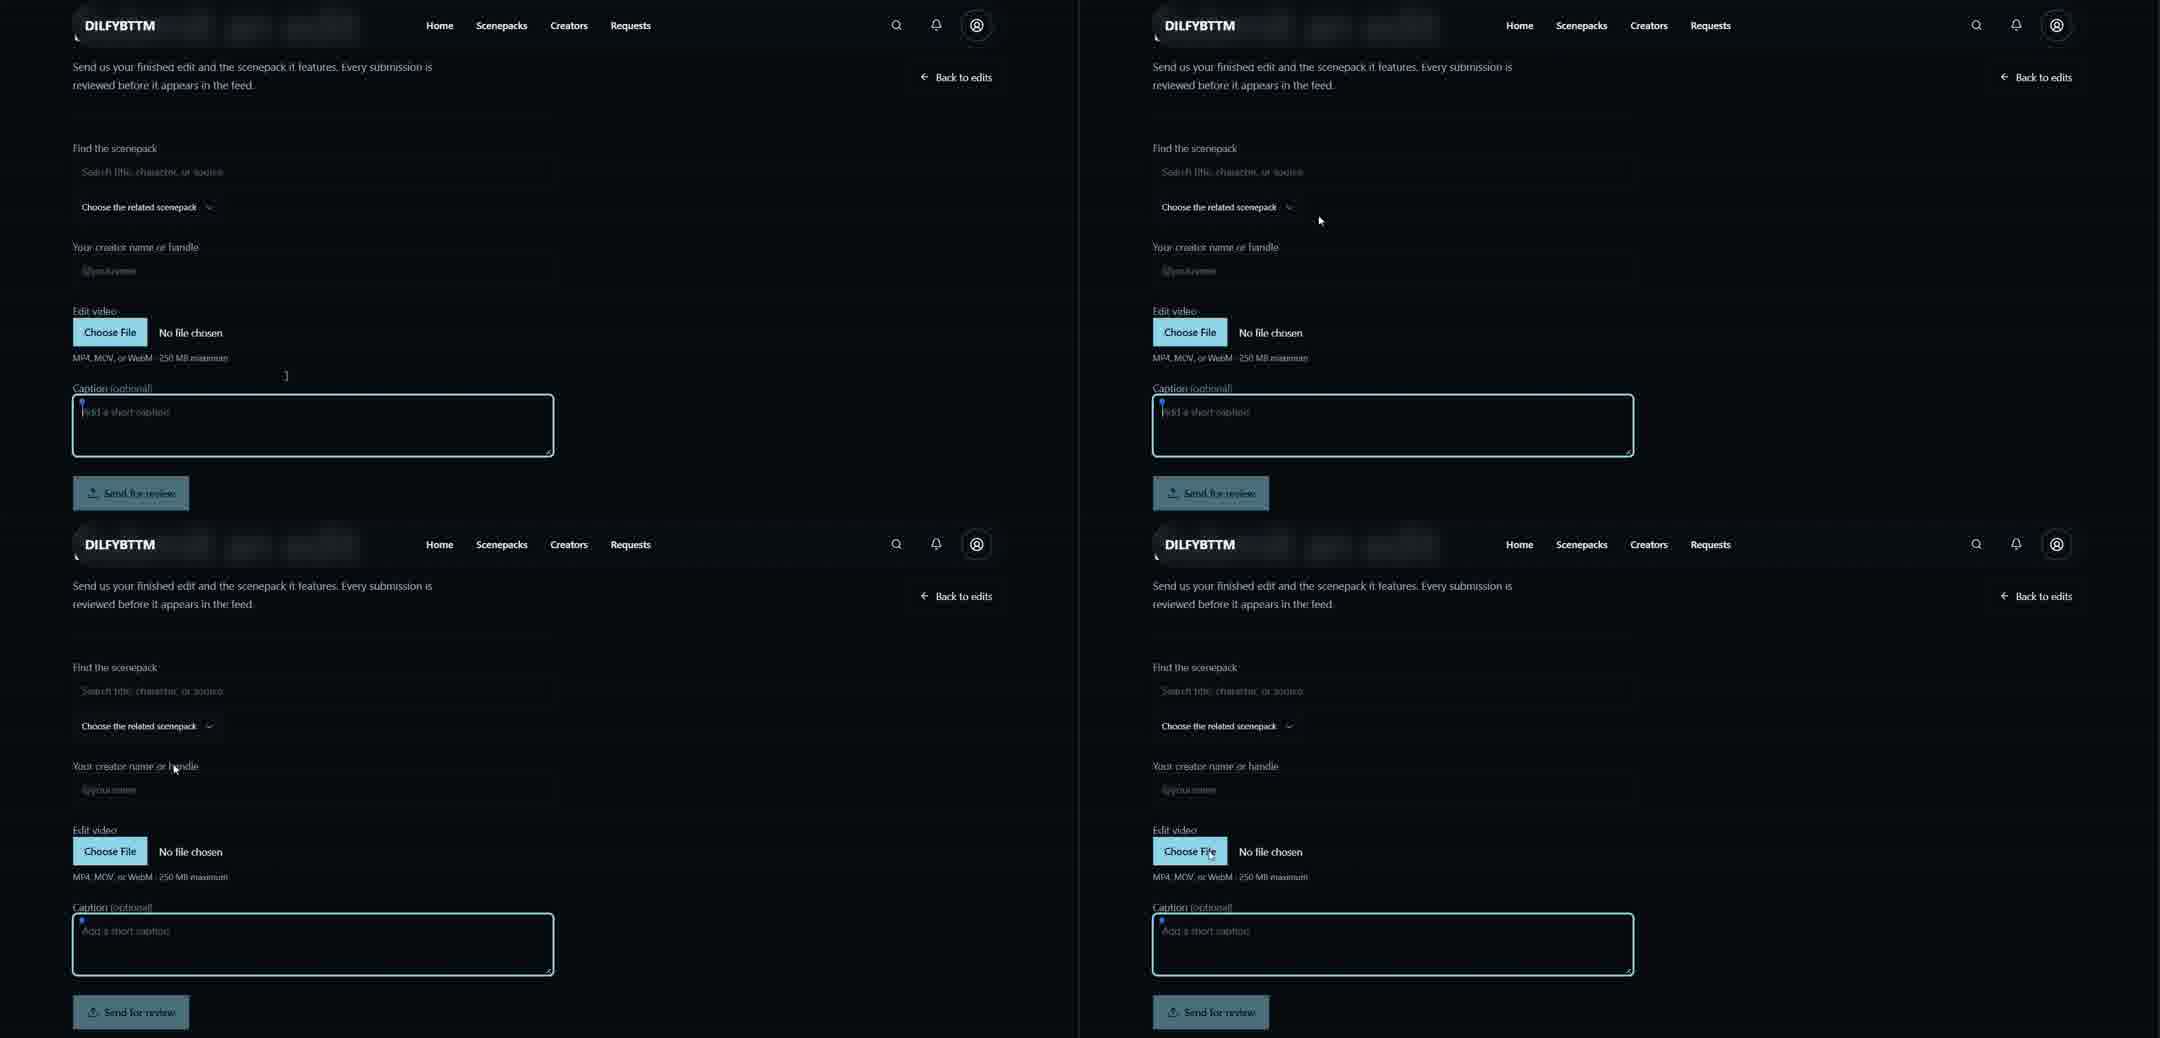 DILFYBTTM
Home Scenepacks Creators Requests
Send us your finished edit and the scenepack it features. Every submission is
reviewed before it appears in the feed.
Back to edits
Find the scenepack
Search title, character, or source
Choose the related scenepack
Your creator name or handle
@yourname
Edit video
Choose File No file chosen
MP4, MOV, or WebM · 250 MB maximum
Caption (optional)
Add a short caption
Send for review
DILFYBTTM
Home Scenepacks Creators Requests
Send us your finished edit and the scenepack it features. Every submission is
reviewed before it appears in the feed.
Back to edits
Find the scenepack
Search title, character, or source
Choose the related scenepack
Your creator name or handle
@yourname
Edit video
Choose File No file chosen
MP4, MOV, or WebM · 250 MB maximum
Caption (optional)
Add a short caption
Send for review
DILFYBTTM
Home Scenepacks Creators Requests
Send us your finished edit and the scenepack it features. Every submission is
reviewed before it appears in the feed.
Back to edits
Find the scenepack
Search title, character, or source
Choose the related scenepack
Your creator name or handle
@yourname
Edit video
Choose File No file chosen
MP4, MOV, or WebM · 250 MB maximum
Caption (optional)
Add a short caption
Send for review
DILFYBTTM
Home Scenepacks Creators Requests
Send us your finished edit and the scenepack it features. Every submission is
reviewed before it appears in the feed.
Back to edits
Find the scenepack
Search title, character, or source
Choose the related scenepack
Your creator name or handle
@yourname
Edit video
Choose File No file chosen
MP4, MOV, or WebM · 250 MB maximum
Caption (optional)
Add a short caption
Send for review